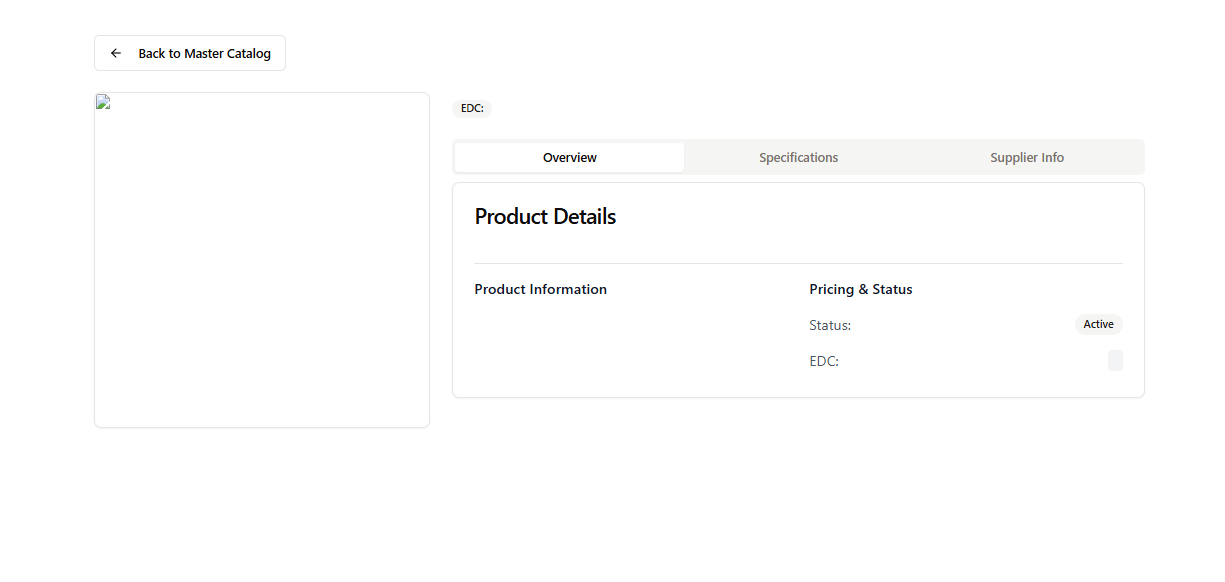 Back to Master Catalog
EDC:
Overview Specifications Supplier Info
Product Details
Product Information
Pricing & Status
Status: Active
EDC: